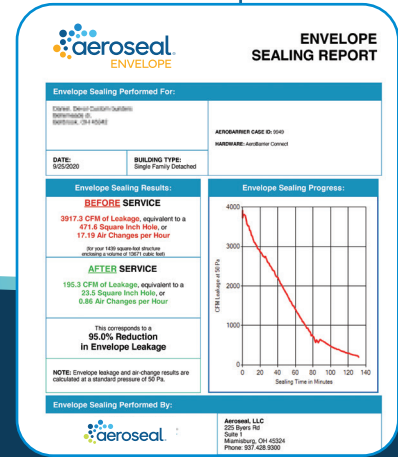 aeroseal.
ENVELOPE
ENVELOPE
SEALING REPORT
Envelope Sealing Performed For:
AEROBARRIER CASE ID: 9949
HARDWARE: AeroBarrier Connect
DATE:
9/25/2020
BUILDING TYPE:
Single Family Detached
Envelope Sealing Results:
BEFORE SERVICE
3917.3 CFM of Leakage, equivalent to a
471.6 Square Inch Hole, or
17.19 Air Changes per Hour
(for your 1439 square-foot structure
enclosing a volume of 13671 cubic feet)
AFTER SERVICE
195.3 CFM of Leakage, equivalent to a
23.5 Square Inch Hole, or
0.86 Air Changes per Hour
This corresponds to a
95.0% Reduction
in Envelope Leakage
NOTE: Envelope leakage and air-change results are
calculated at a standard pressure of 50 Pa.
Envelope Sealing Progress:
CFM Leakage at 50 Pa
4000
3000
2000
1000
0
0 20 40 60 80 100 120 140
Sealing Time in Minutes
Envelope Sealing Performed By:
aeroseal.
Aeroseal, LLC
225 Byers Rd
Suite 1
Miamisburg, OH 45324
Phone: 937.428.9300